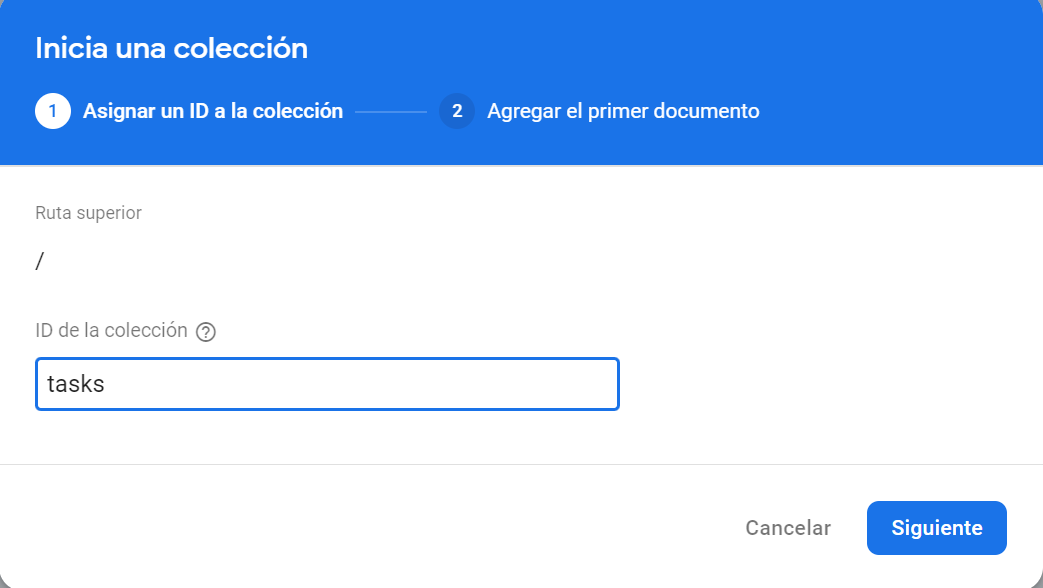 Inicia una colección
1 Asignar un ID a la colección 2 Agregar el primer documento
Ruta superior
/
ID de la colección ?
tasks
Cancelar Siguiente